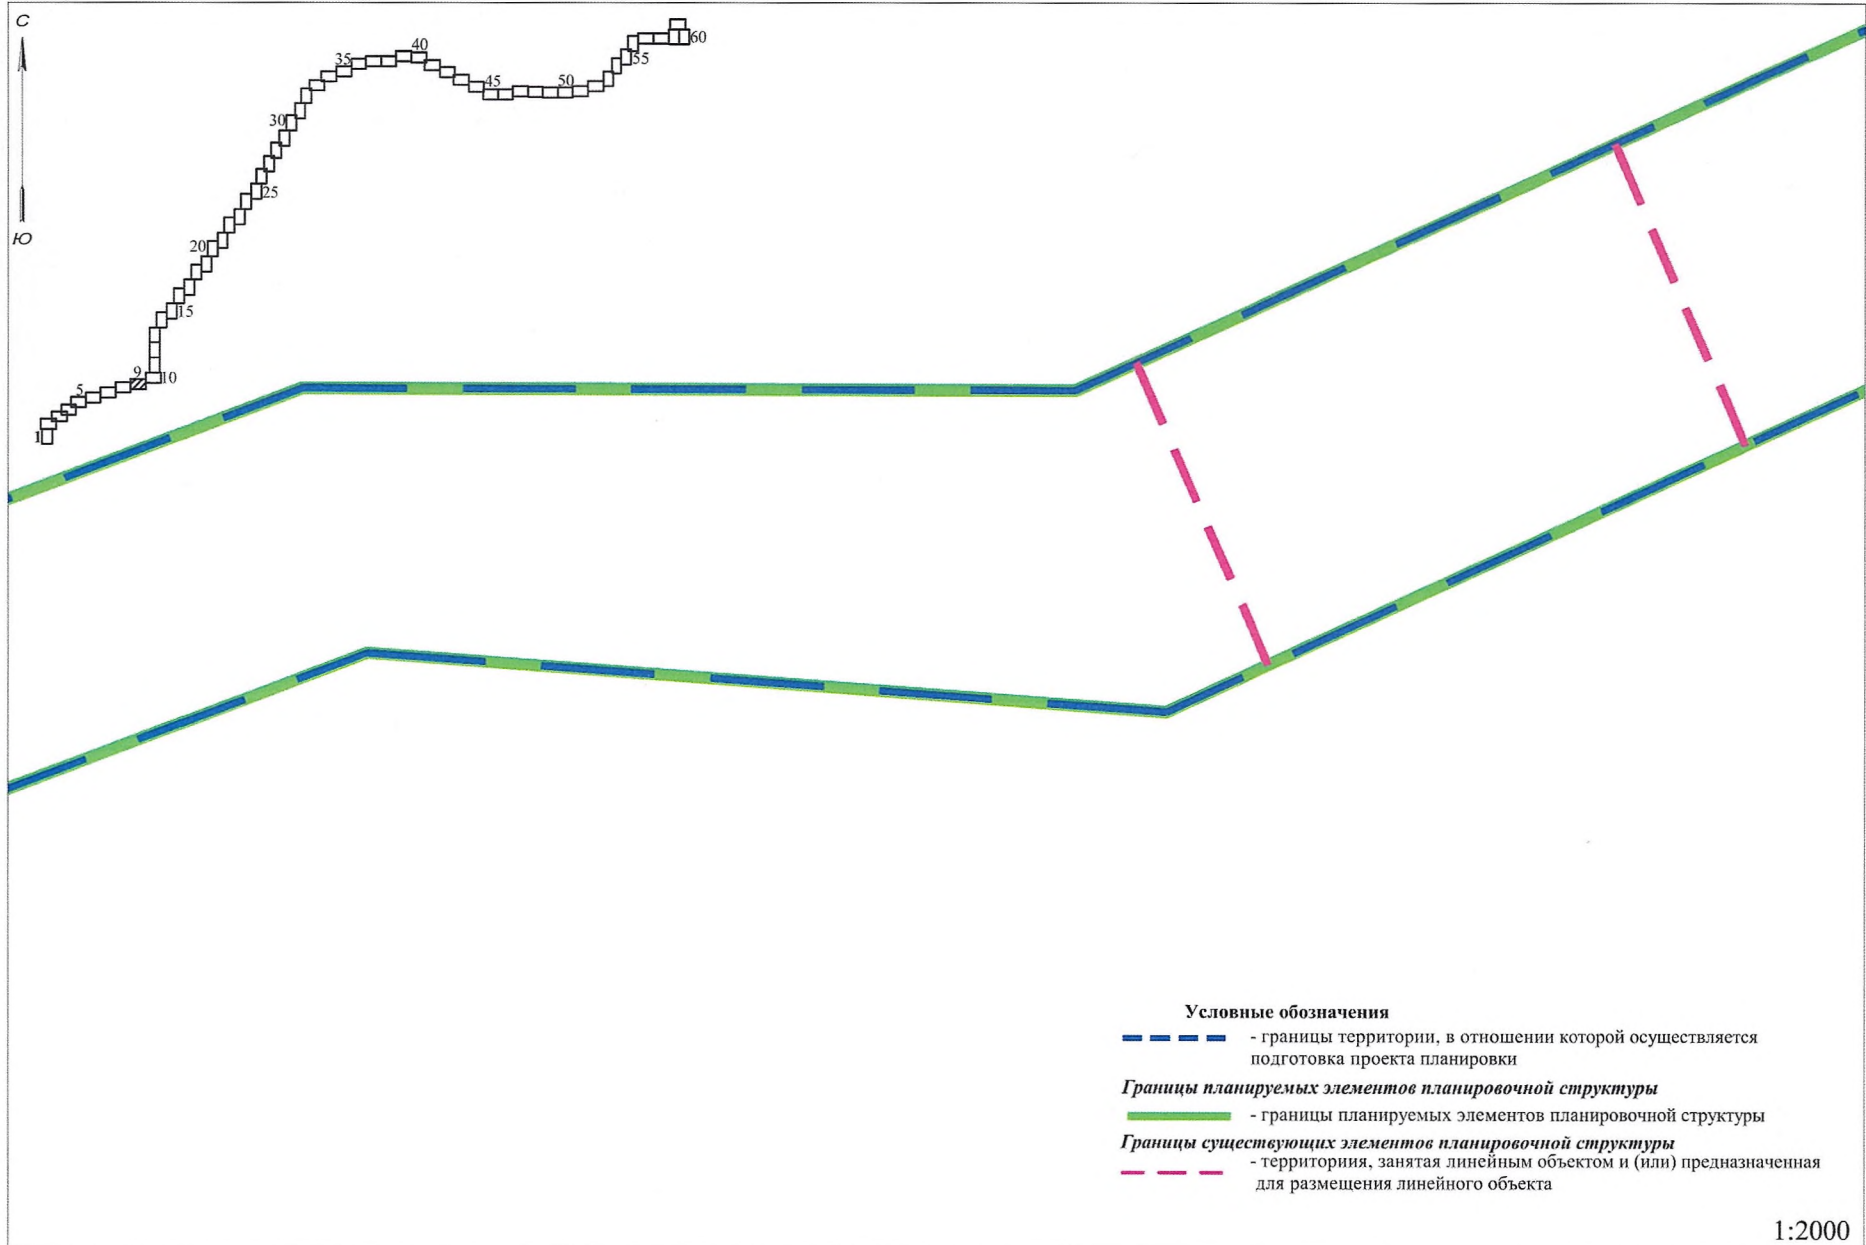 С
Ю
40
60
35
55
45
50
30
25
20
15
9
10
5
1
Условные обозначения
- границы территории, в отношении которой осуществляется
подготовка проекта планировки
Границы планируемых элементов планировочной структуры
- границы планируемых элементов планировочной структуры
Границы существующих элементов планировочной структуры
- территориия, занятая линейным объектом и (или) предназначенная
для размещения линейного объекта
1:2000